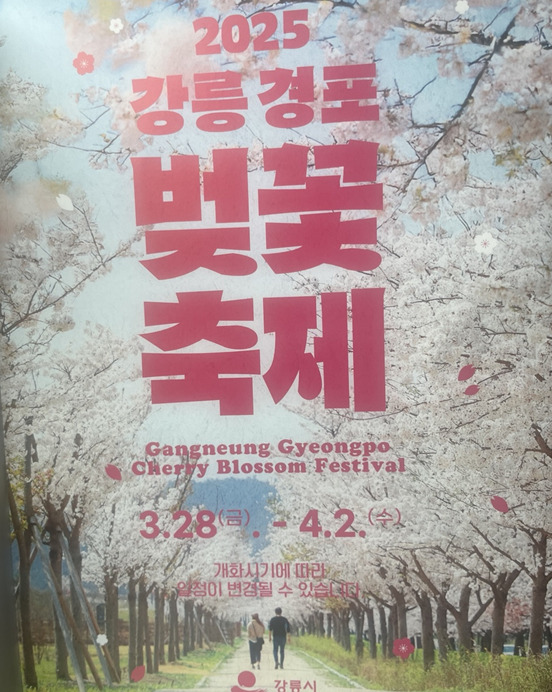 2025
강릉 경포
벚꽃
축제
Gangneung Gyeongpo
Cherry Blossom Festival
3.28(금). - 4.2.(수)
개화시기에 따라
일정이 변경될 수 있습니다
강릉시